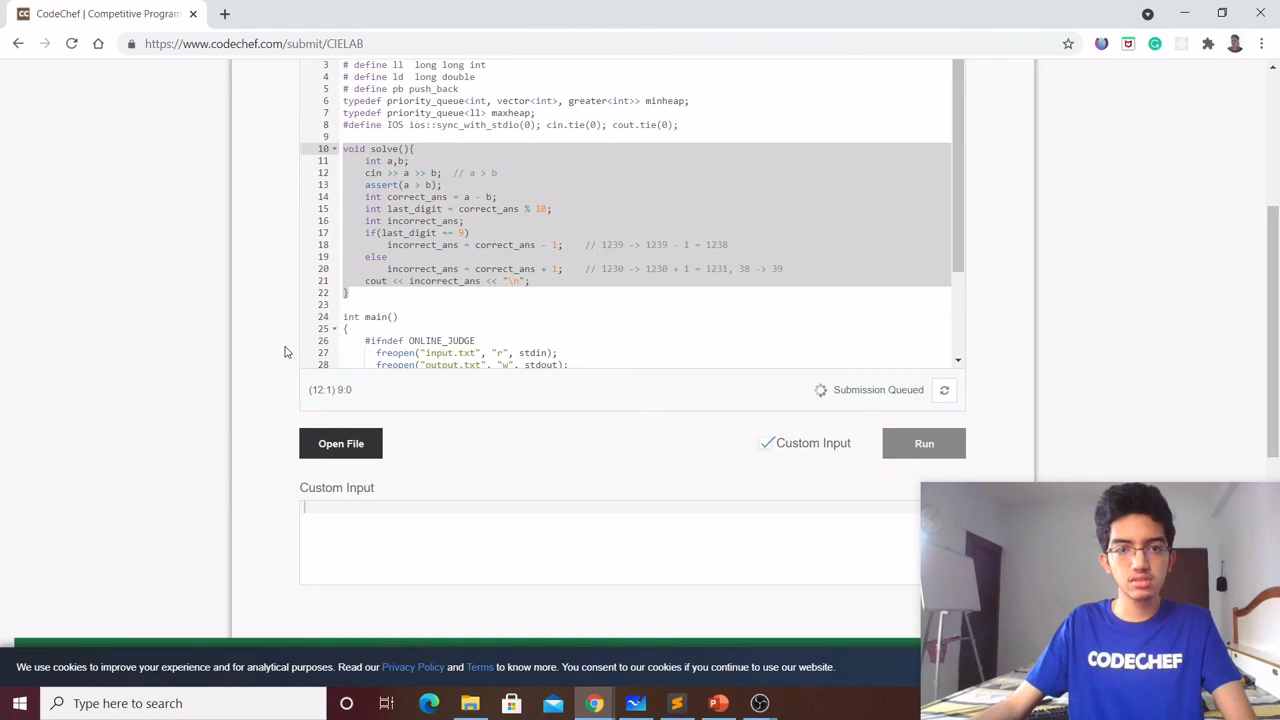 CodeChef | Competitive Program
https://www.codechef.com/submit/CIELAB
3 # define ll long long int
4 # define ld long double
5 # define pb push_back
6 typedef priority_queue<int, vector<int>, greater<int>> minheap;
7 typedef priority_queue<ll> maxheap;
8 #define IOS ios::sync_with_stdio(0); cin.tie(0); cout.tie(0);
9
10 void solve(){
11 int a,b;
12 cin >> a >> b; // a > b
13 assert(a > b);
14 int correct_ans = a - b;
15 int last_digit = correct_ans % 10;
16 int incorrect_ans;
17 if(last_digit == 9)
18 incorrect_ans = correct_ans - 1; // 1239 -> 1239 - 1 = 1238
19 else
20 incorrect_ans = correct_ans + 1; // 1230 -> 1230 + 1 = 1231, 38 -> 39
21 cout << incorrect_ans << "\n";
22 }
23
24 int main()
25 {
26 #ifndef ONLINE_JUDGE
27 freopen("input.txt", "r", stdin);
28 freopen("output.txt", "w", stdout);
(12:1) 9:0
Submission Queued
Open File
Custom Input
Run
Custom Input
CODECHEF
We use cookies to improve your experience and for analytical purposes. Read our Privacy Policy and Terms to know more. You consent to our cookies if you continue to use our website.
Type here to search